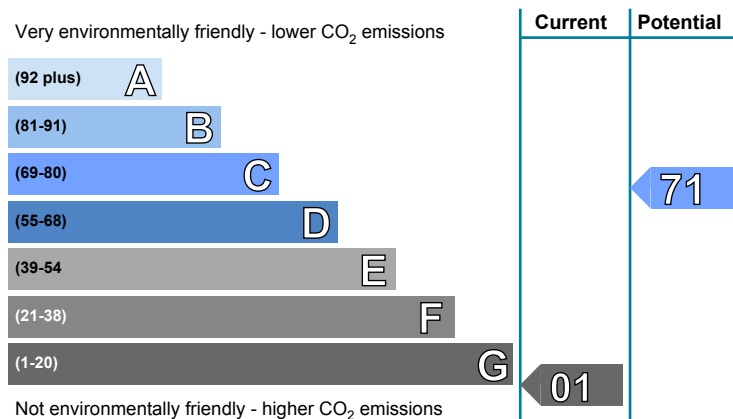 Current Potential
Very environmentally friendly - lower CO₂ emissions
(92 plus) A
(81-91) B
(69-80) C
71
(55-68) D
(39-54 E
(21-38) F
(1-20) G
01
Not environmentally friendly - higher CO₂ emissions